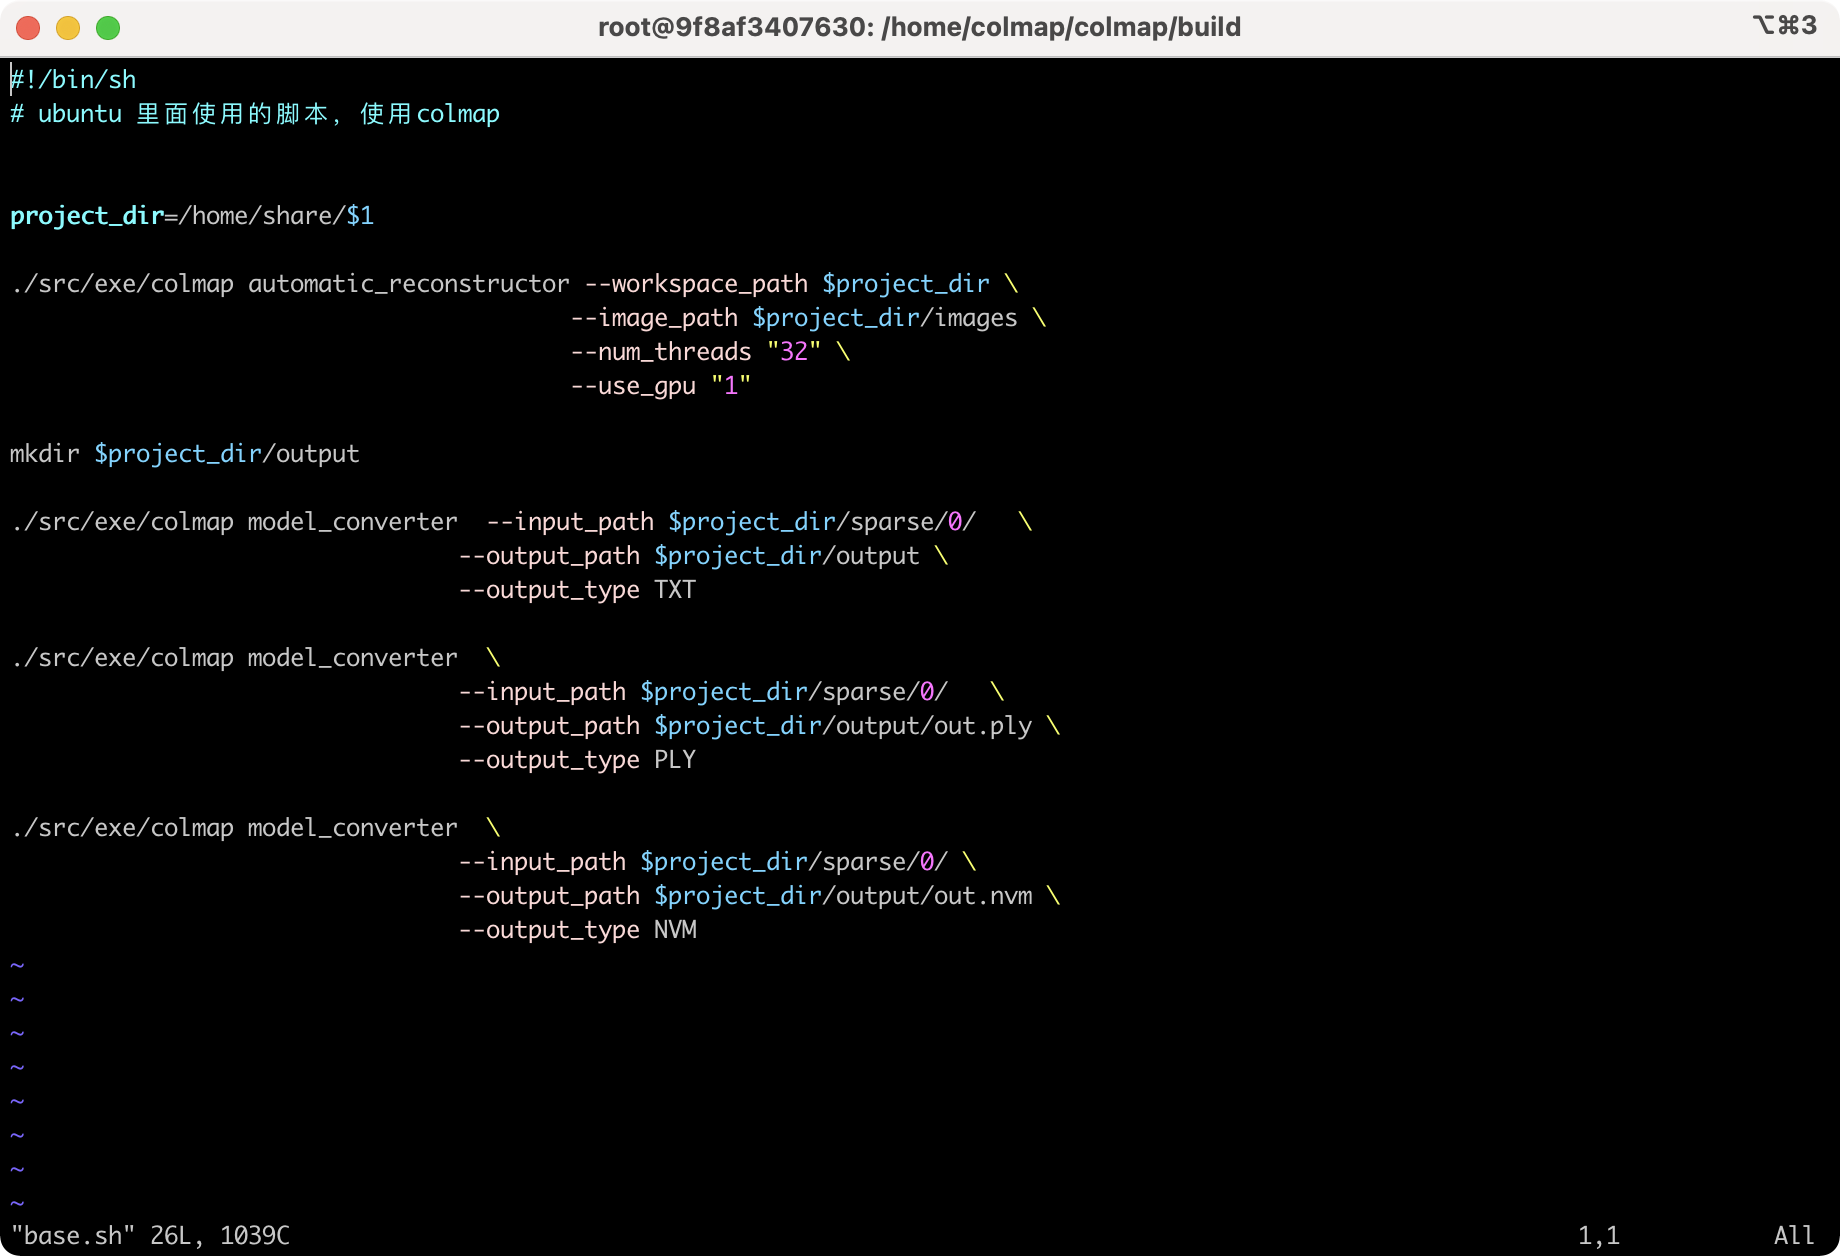 root@9f8af3407630: /home/colmap/colmap/build
⌥⌘3
#!/bin/sh
# ubuntu 里面使用的脚本，使用colmap
project_dir=/home/share/$1
./src/exe/colmap automatic_reconstructor --workspace_path $project_dir \
--image_path $project_dir/images \
--num_threads "32" \
--use_gpu "1"
mkdir $project_dir/output
./src/exe/colmap model_converter  --input_path $project_dir/sparse/0/   \
--output_path $project_dir/output \
--output_type TXT
./src/exe/colmap model_converter  \
--input_path $project_dir/sparse/0/   \
--output_path $project_dir/output/out.ply \
--output_type PLY
./src/exe/colmap model_converter  \
--input_path $project_dir/sparse/0/ \
--output_path $project_dir/output/out.nvm \
--output_type NVM
~
~
~
~
~
~
~
~
"base.sh" 26L, 1039C 1,1 All